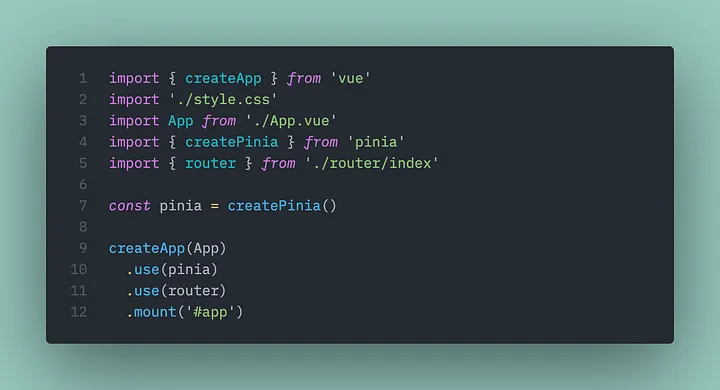 1 import { createApp } from 'vue'
2 import './style.css'
3 import App from './App.vue'
4 import { createPinia } from 'pinia'
5 import { router } from './router/index'
6
7 const pinia = createPinia()
8
9 createApp(App)
10   .use(pinia)
11   .use(router)
12   .mount('#app')